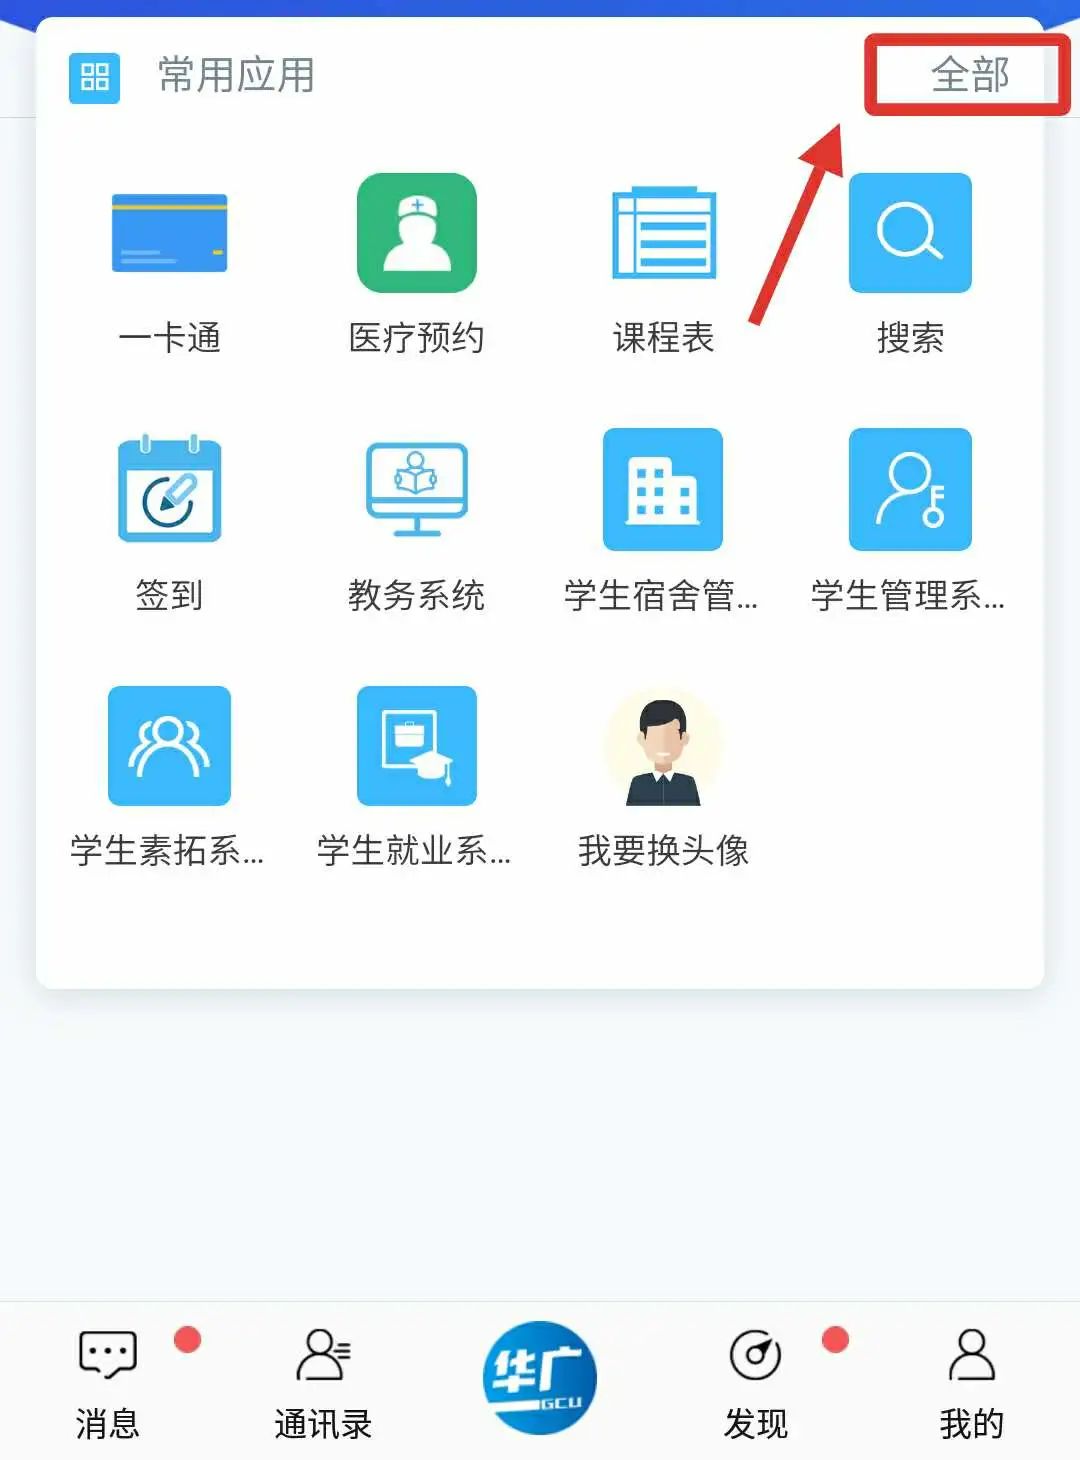 常用应用
全部
一卡通
医疗预约
课程表
搜索
签到
教务系统
学生宿舍管...
学生管理系...
学生素拓系...
学生就业系...
我要换头像
华广
GCU
消息
通讯录
发现
我的